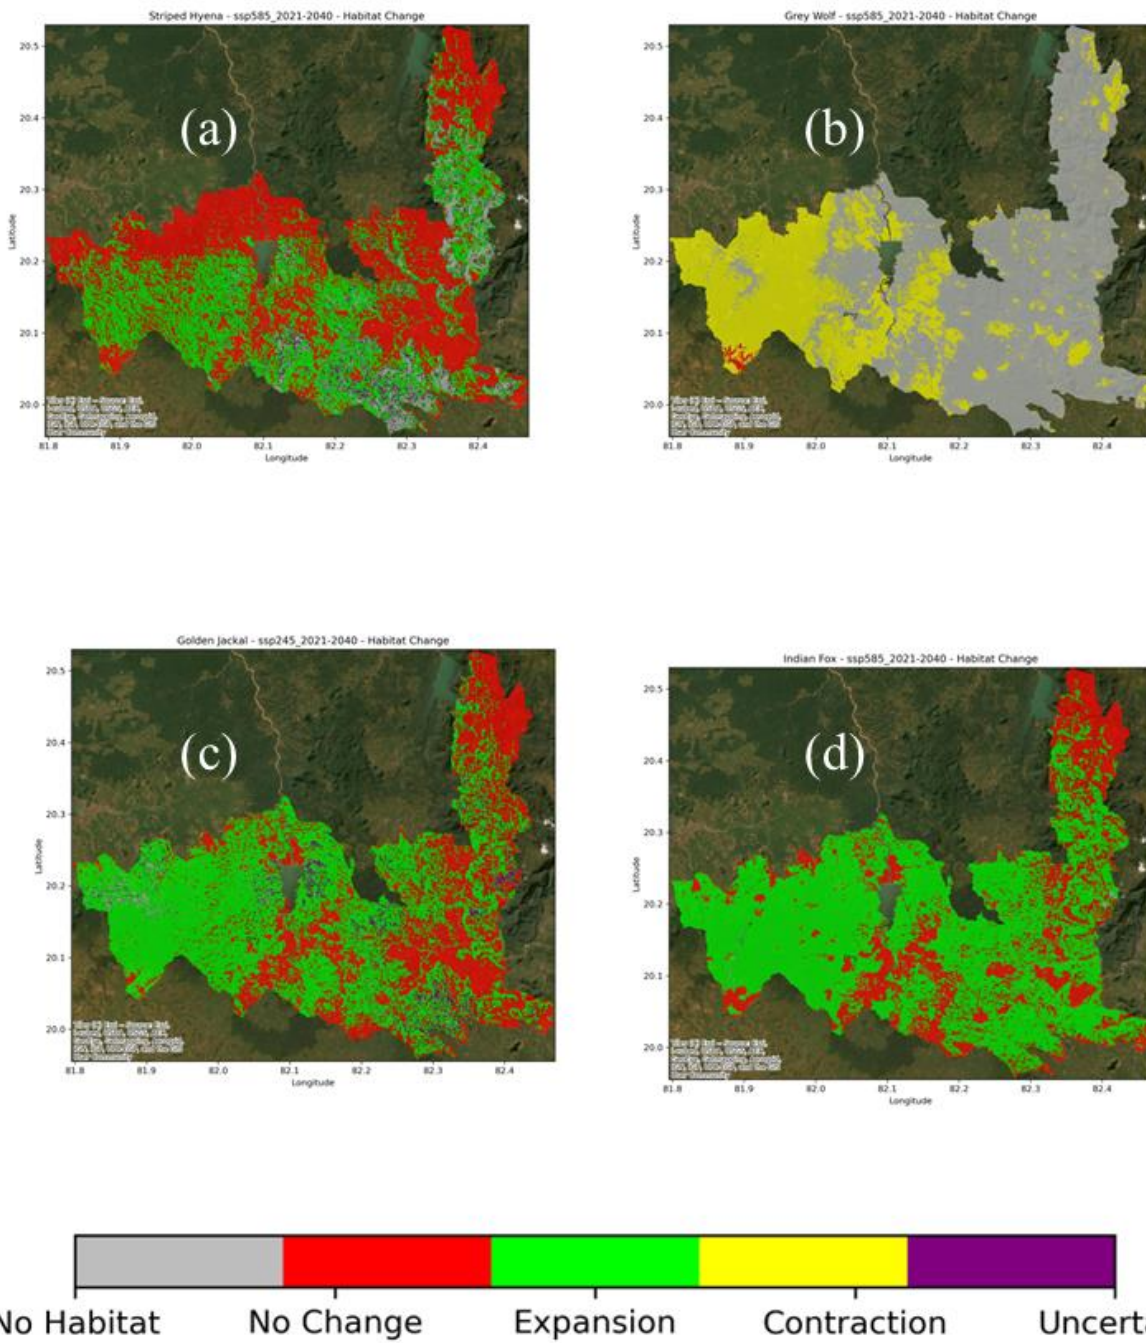 Striped Hyena - ssp585_2021-2040 - Habitat Change
20.5
20.4
20.3
20.2
20.1
20.0
Latitude
(a)
81.8 81.9 82.0 82.1 82.2 82.3 82.4
Longitude
Grey Wolf - ssp585_2021-2040 - Habitat Change
20.5
20.4
20.3
20.2
20.1
20.0
Latitude
(b)
81.8 81.9 82.0 82.1 82.2 82.3 82.4
Longitude
Golden Jackal - ssp245_2021-2040 - Habitat Change
20.5
20.4
20.3
20.2
20.1
20.0
Latitude
(c)
81.8 81.9 82.0 82.1 82.2 82.3 82.4
Longitude
Indian Fox - ssp585_2021-2040 - Habitat Change
20.5
20.4
20.3
20.2
20.1
20.0
Latitude
(d)
81.8 81.9 82.0 82.1 82.2 82.3 82.4
Longitude
No Habitat No Change Expansion Contraction Uncert